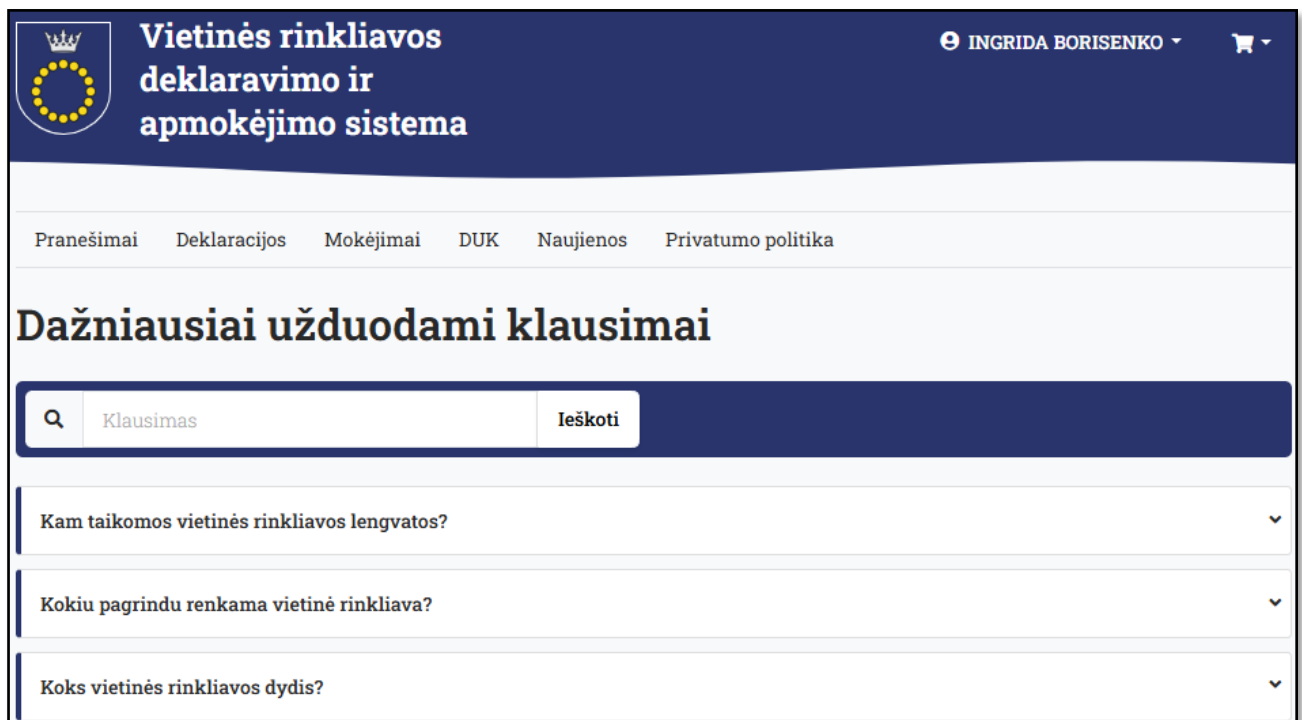 Vietinės rinkliavos
deklaravimo ir
apmokėjimo sistema
INGRIDA BORISENKO
Pranešimai Deklaracijos Mokėjimai DUK Naujienos Privatumo politika
Dažniausiai užduodami klausimai
Klausimas Ieškoti
Kam taikomos vietinės rinkliavos lengvatos?
Kokiu pagrindu renkama vietinė rinkliava?
Koks vietinės rinkliavos dydis?